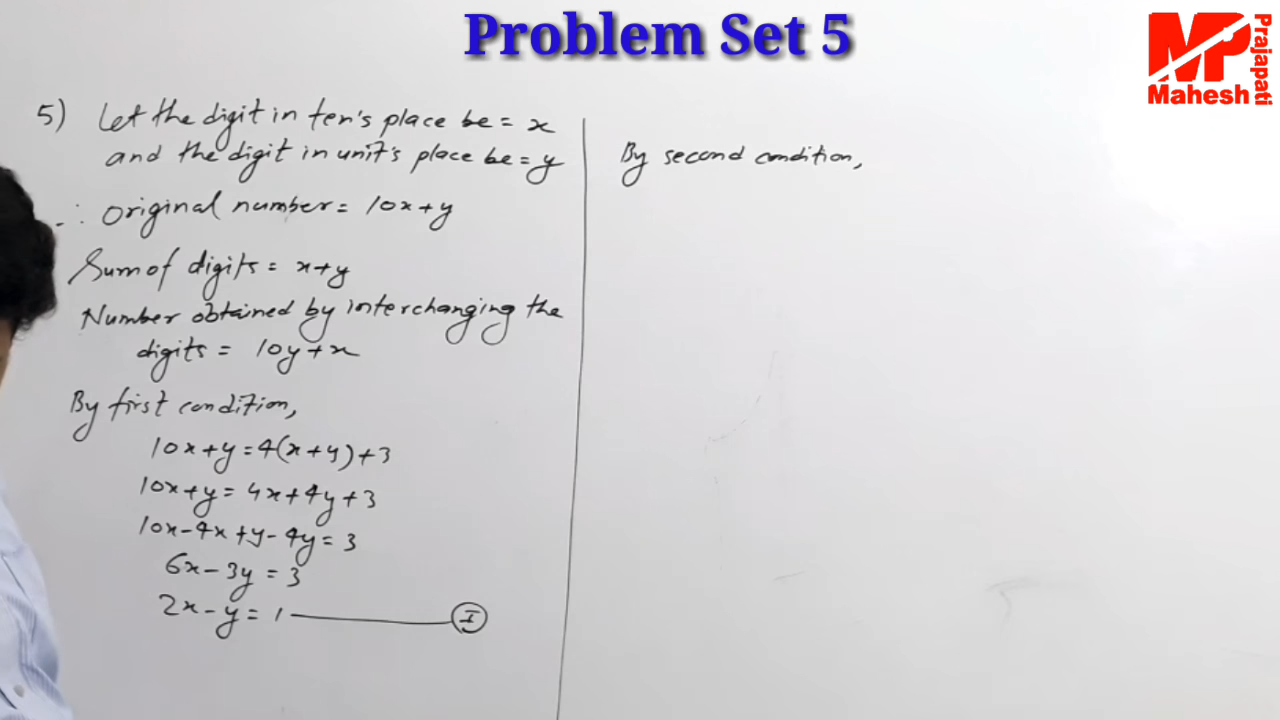 Problem Set 5
MP
Mahesh
Prajapati
5) Let the digit in ten's place be = x
and the digit in unit's place be = y
∴ Original number = 10x+y
Sum of digits = x+y
Number obtained by interchanging the
digits = 10y+x
By first condition,
10x+y=4(x+y)+3
10x+y= 4x+4y+3
10x-4x+y-4y= 3
6x-3y = 3
2x-y = 1 I
By second condition,